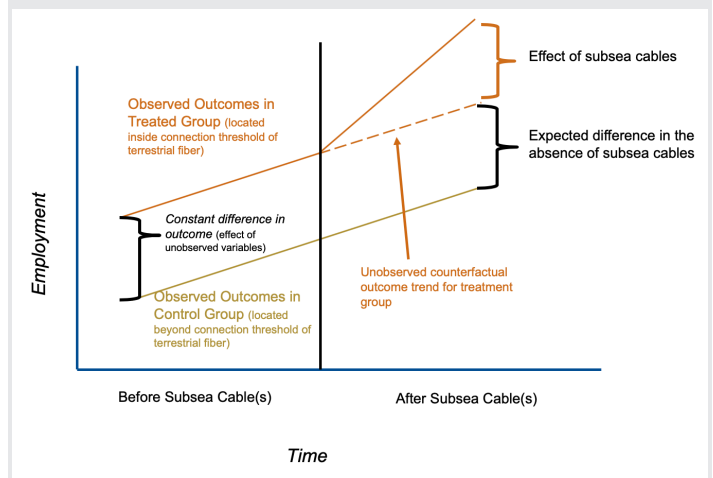 Effect of subsea cables
Observed Outcomes in
Treated Group (located
inside connection threshold of
terrestrial fiber)
Expected difference in the
absence of subsea cables
Employment
Constant difference in
outcome (effect of
unobserved variables)
Unobserved counterfactual
outcome trend for treatment
group
Observed Outcomes in
Control Group (located
beyond connection threshold of
terrestrial fiber)
Before Subsea Cable(s)
After Subsea Cable(s)
Time